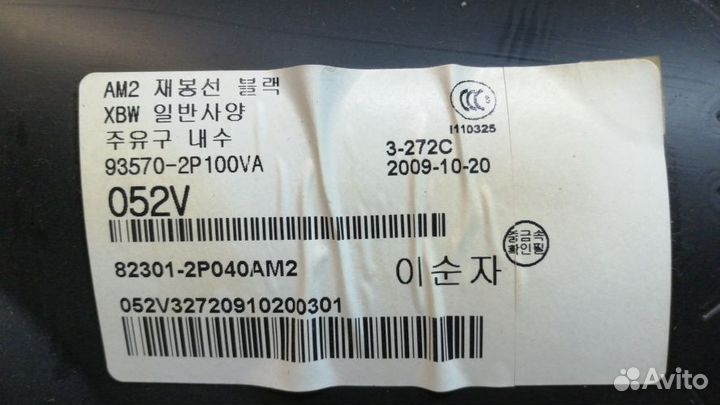 AM2 재봉선 블랙
XBW 일반사양
주유구 내수
93570-2P100VA
CCC
I110325
3-272C
2009-10-20
052V
중금속
확인필
82301-2P040AM2
이순자
052V32720910200301
Avito